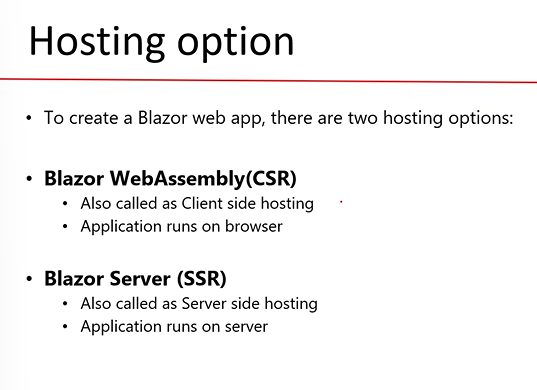 Hosting option
• To create a Blazor web app, there are two hosting options:
• Blazor WebAssembly(CSR)
• Also called as Client side hosting
• Application runs on browser
• Blazor Server (SSR)
• Also called as Server side hosting
• Application runs on server